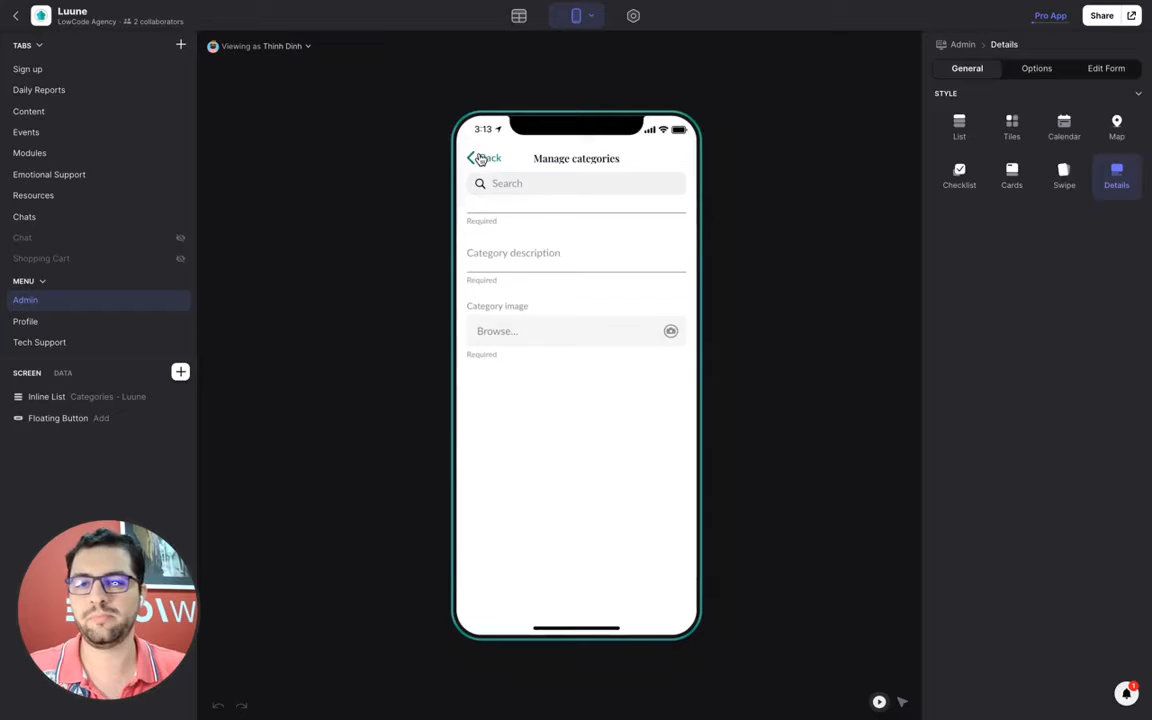 Luune
LowCode Agency · 2 collaborators
Pro App
Share
TABS
Sign up
Daily Reports
Content
Events
Modules
Emotional Support
Resources
Chats
Chat
Shopping Cart
MENU
Admin
Profile
Tech Support
SCREEN
DATA
Inline List Categories - Luune
Floating Button Add
Viewing as Thinh Dinh
3:13
Back
Manage categories
Search
Required
Category description
Required
Category image
Browse...
Required
Admin > Details
General
Options
Edit Form
STYLE
List
Tiles
Calendar
Map
Checklist
Cards
Swipe
Details
1